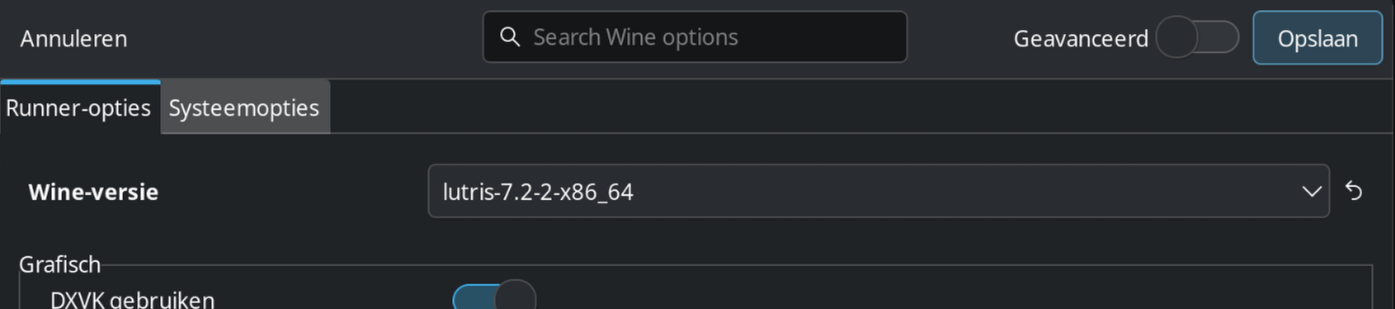 Annuleren Search Wine options Geavanceerd Opslaan
Runner-opties Systeemopties
Wine-versie lutris-7.2-2-x86_64
Grafisch
DXVK gebruiken